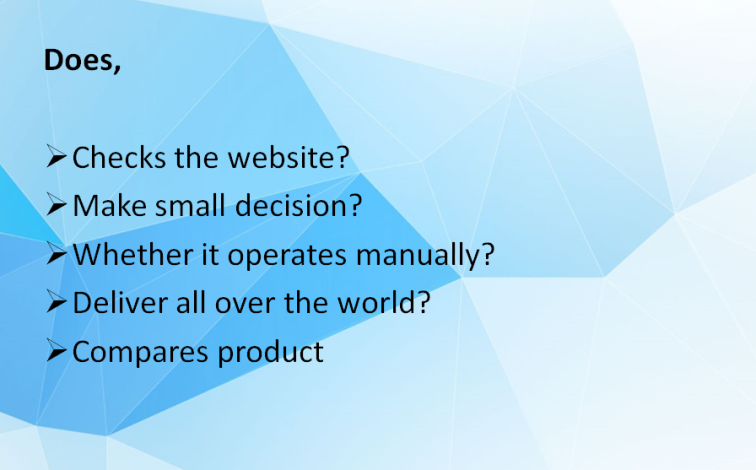 Does,
➢Checks the website?
➢Make small decision?
➢Whether it operates manually?
➢Deliver all over the world?
➢Compares product